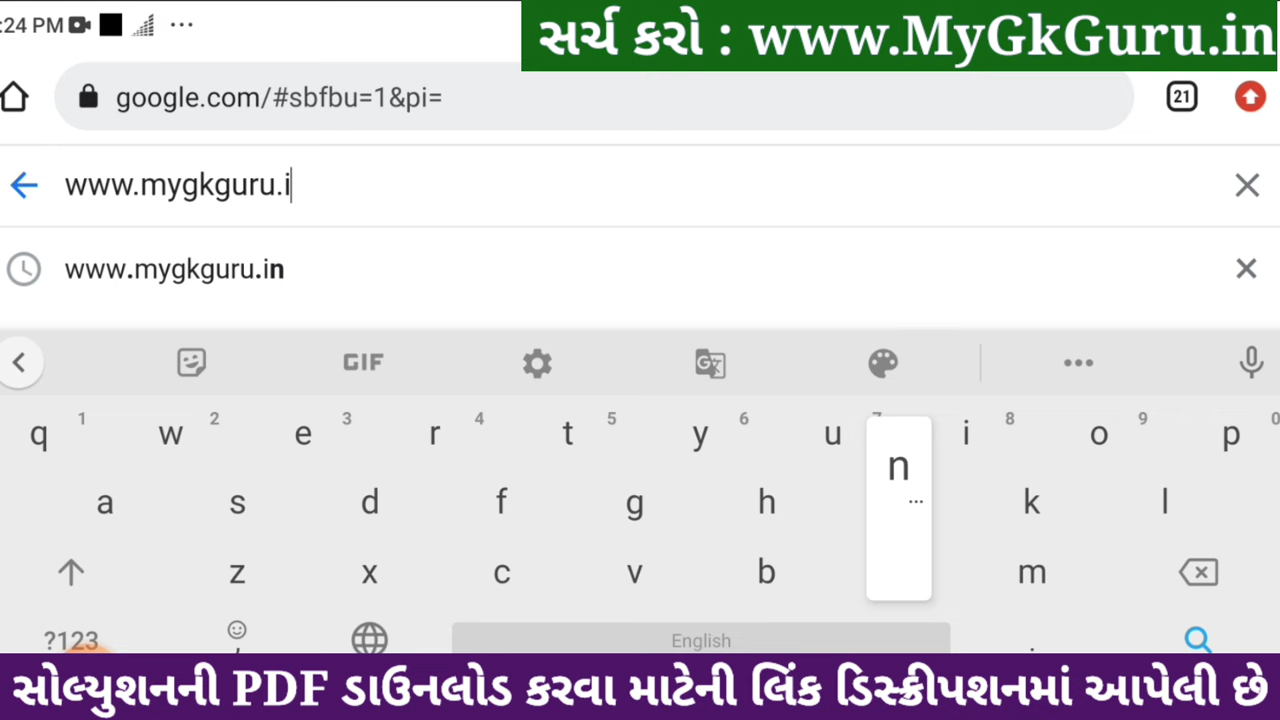 :24 PM ...
સર્ચ કરો : www.MyGkGuru.in
google.com/#sbfbu=1&pi=
21
www.mygkguru.i
www.mygkguru.in
GIF
...
q 1 w 2 e 3 r 4 t 5 y 6 u 7 i 8 o 9 p 0
a s d f g h k l
n
...
z x c v b m
?123 , English .
સોલ્યુશનની PDF ડાઉનલોડ કરવા માટેની લિંક ડિસ્ક્રીપશનમાં આપેલી છે